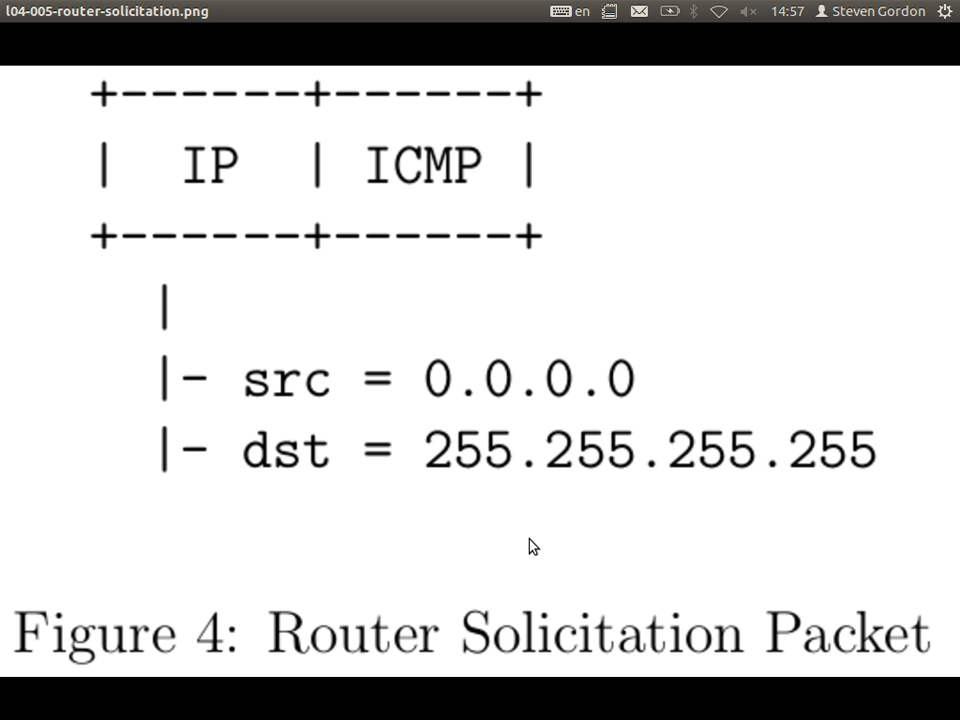 l04-005-router-solicitation.png en 14:57 Steven Gordon
+------+------+
| IP | ICMP |
+------+------+
|
|- src = 0.0.0.0
|- dst = 255.255.255.255
Figure 4: Router Solicitation Packet